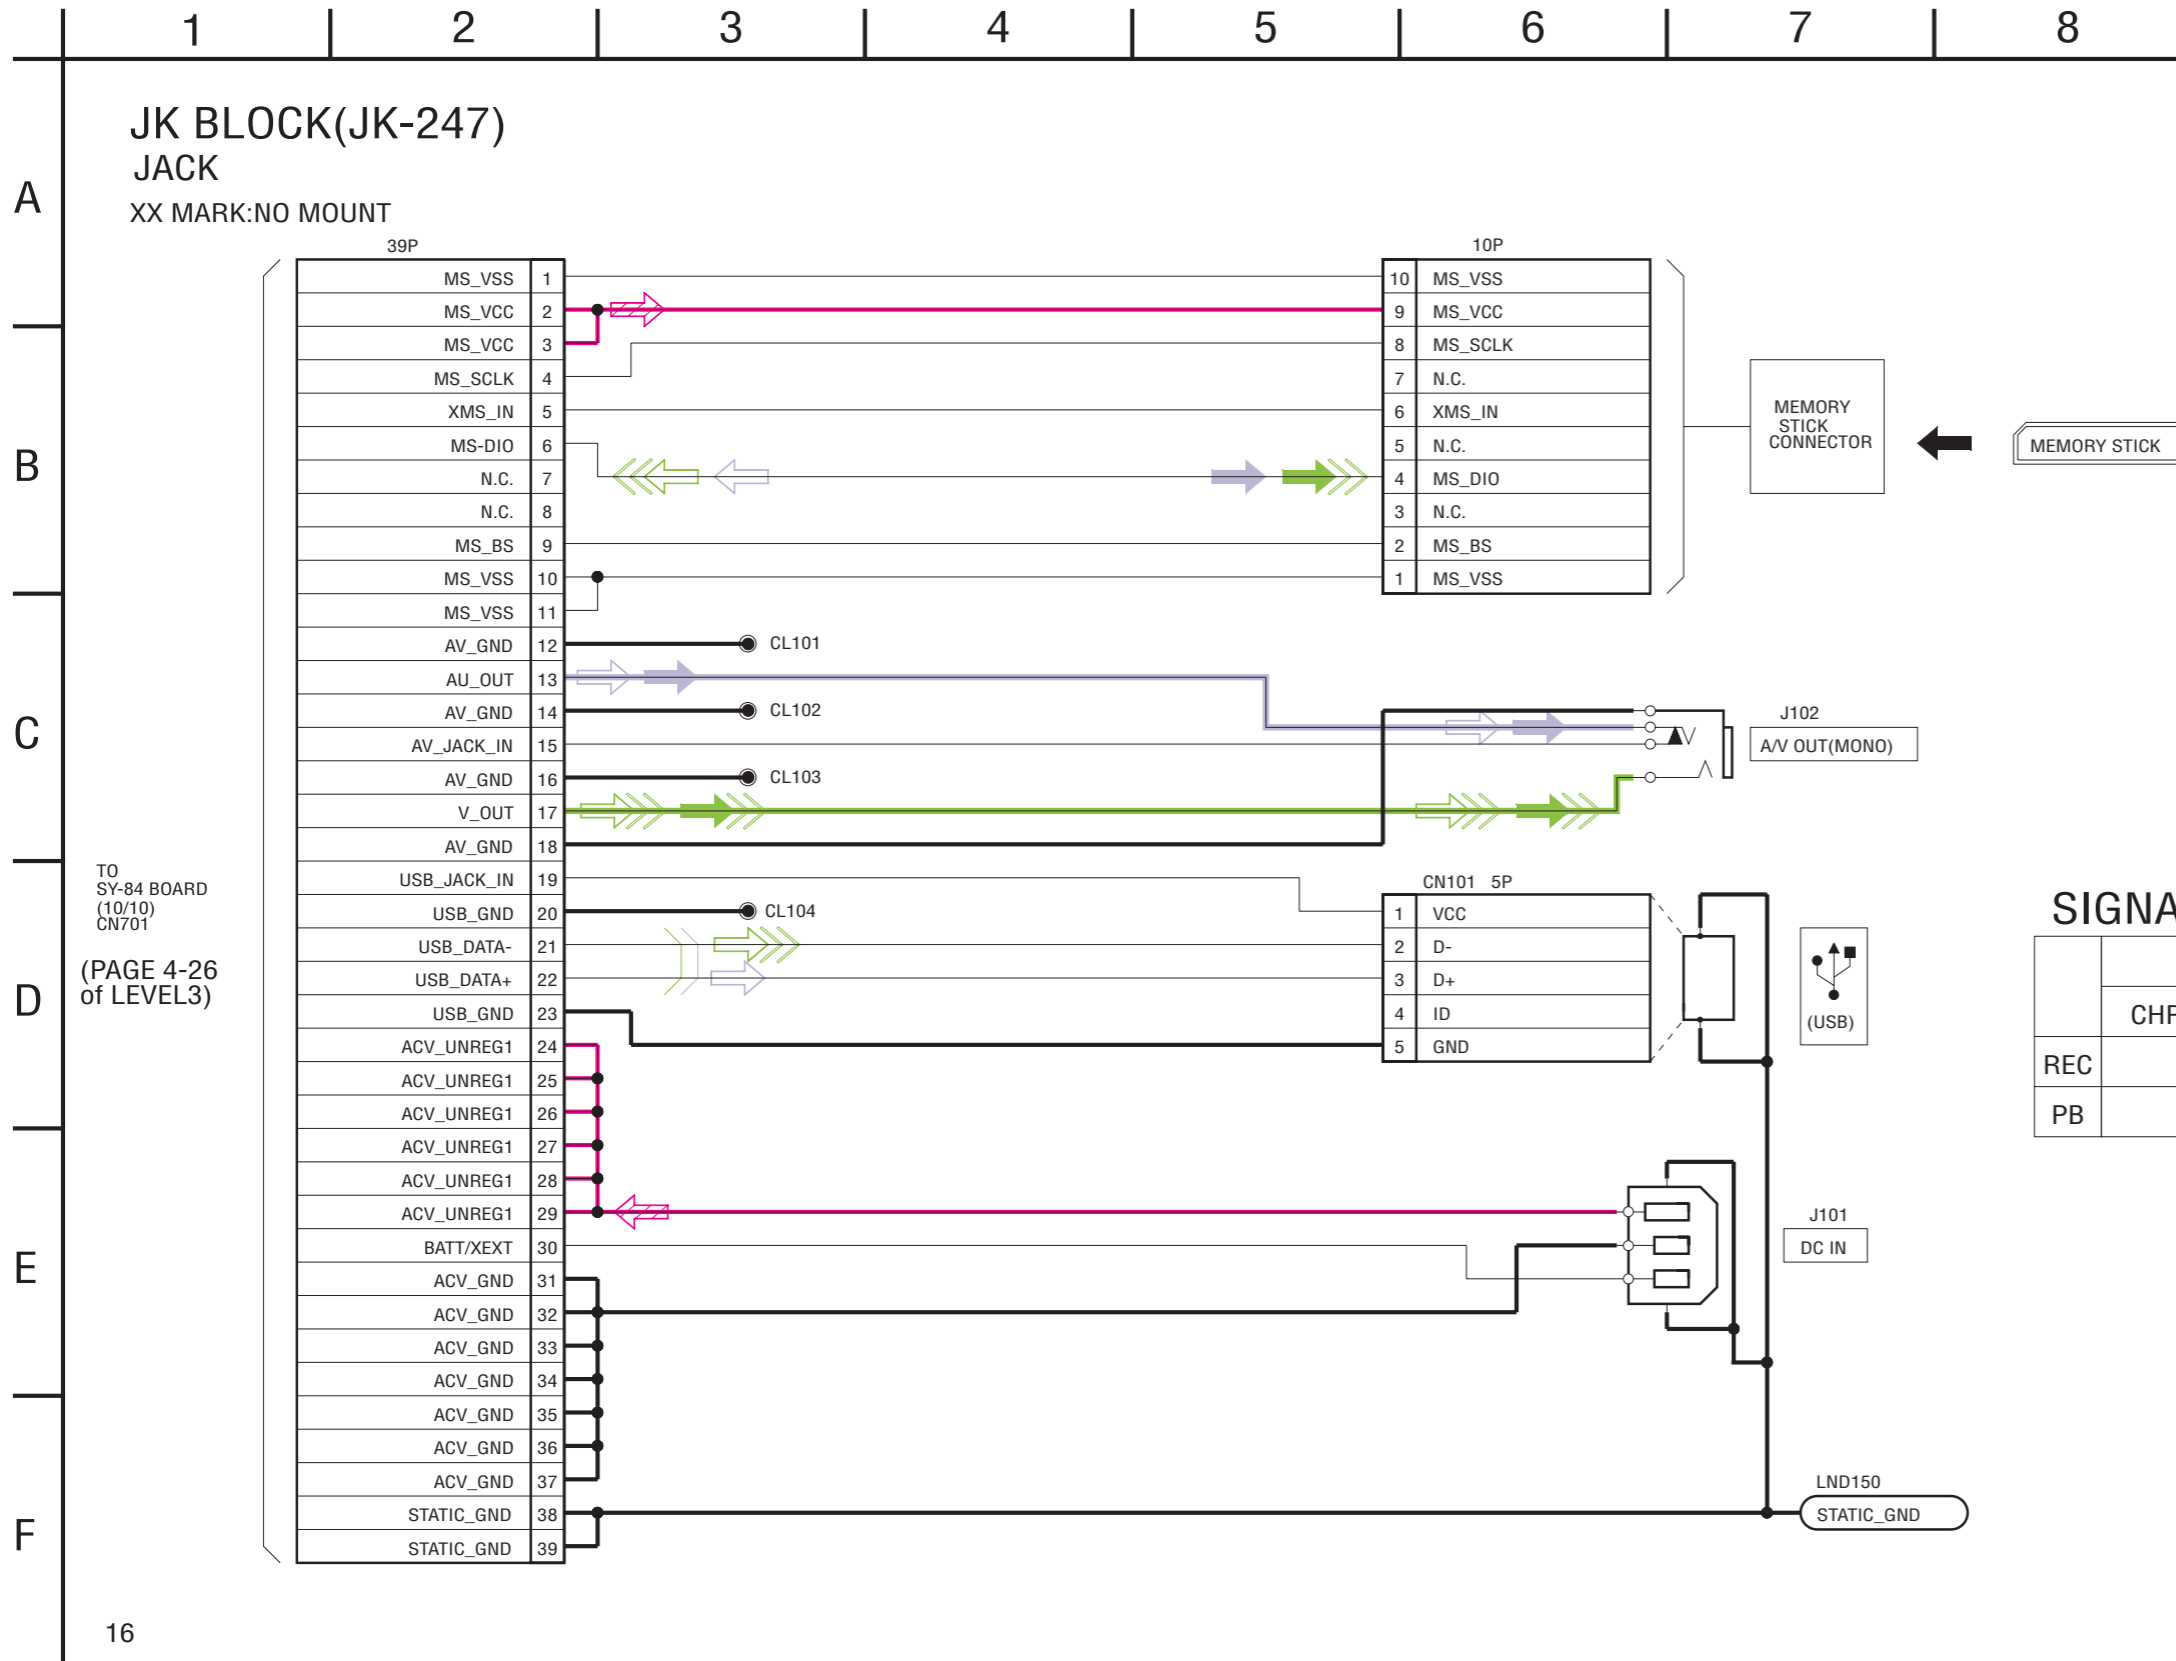 1 2 3 4 5 6 7 8
A
B
C
D
E
F
JK BLOCK(JK-247)
JACK
XX MARK:NO MOUNT
39P
MS_VSS 1
MS_VCC 2
MS_VCC 3
MS_SCLK 4
XMS_IN 5
MS-DIO 6
N.C. 7
N.C. 8
MS_BS 9
MS_VSS 10
MS_VSS 11
AV_GND 12
AU_OUT 13
AV_GND 14
AV_JACK_IN 15
AV_GND 16
V_OUT 17
AV_GND 18
USB_JACK_IN 19
USB_GND 20
USB_DATA- 21
USB_DATA+ 22
USB_GND 23
ACV_UNREG1 24
ACV_UNREG1 25
ACV_UNREG1 26
ACV_UNREG1 27
ACV_UNREG1 28
ACV_UNREG1 29
BATT/XEXT 30
ACV_GND 31
ACV_GND 32
ACV_GND 33
ACV_GND 34
ACV_GND 35
ACV_GND 36
ACV_GND 37
STATIC_GND 38
STATIC_GND 39
TO
SY-84 BOARD
(10/10)
CN701
(PAGE 4-26
of LEVEL3)
CL101
CL102
CL103
CL104
10P
10 MS_VSS
9 MS_VCC
8 MS_SCLK
7 N.C.
6 XMS_IN
5 N.C.
4 MS_DIO
3 N.C.
2 MS_BS
1 MS_VSS
MEMORY
STICK
CONNECTOR
MEMORY STICK
J102
A/V OUT(MONO)
CN101 5P
1 VCC
2 D-
3 D+
4 ID
5 GND
(USB)
J101
DC IN
LND150
STATIC_GND
SIGNA
CHR
REC
PB
16